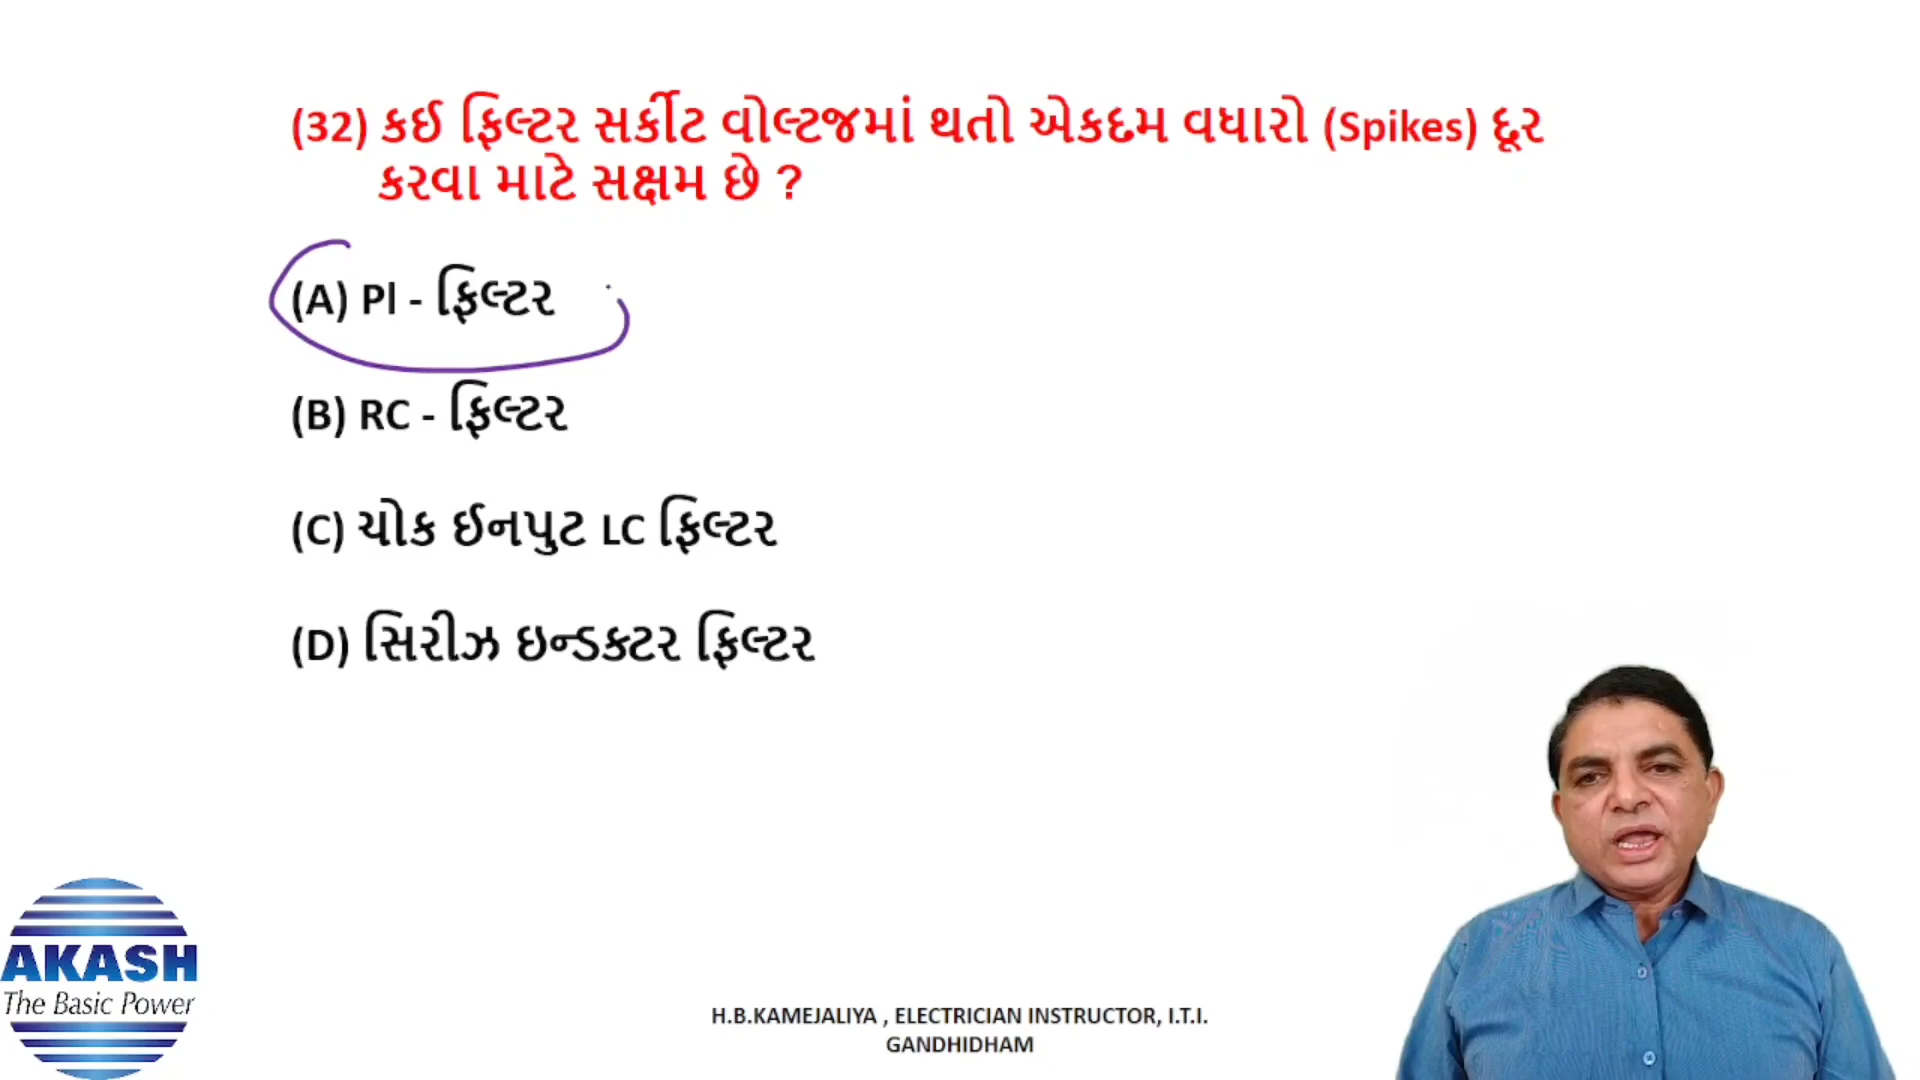 (32) કઈ ફિલ્ટર સર્કીટ વોલ્ટજમાં થતો એકદમ વધારો (Spikes) દૂર
કરવા માટે સક્ષમ છે ?
(A) Pl - ફિલ્ટર
(B) RC - ફિલ્ટર
(C) ચોક ઈનપુટ LC ફિલ્ટર
(D) સિરીઝ ઇન્ડક્ટર ફિલ્ટર
AKASH
The Basic Power
H.B.KAMEJALIYA , ELECTRICIAN INSTRUCTOR, I.T.I.
GANDHIDHAM